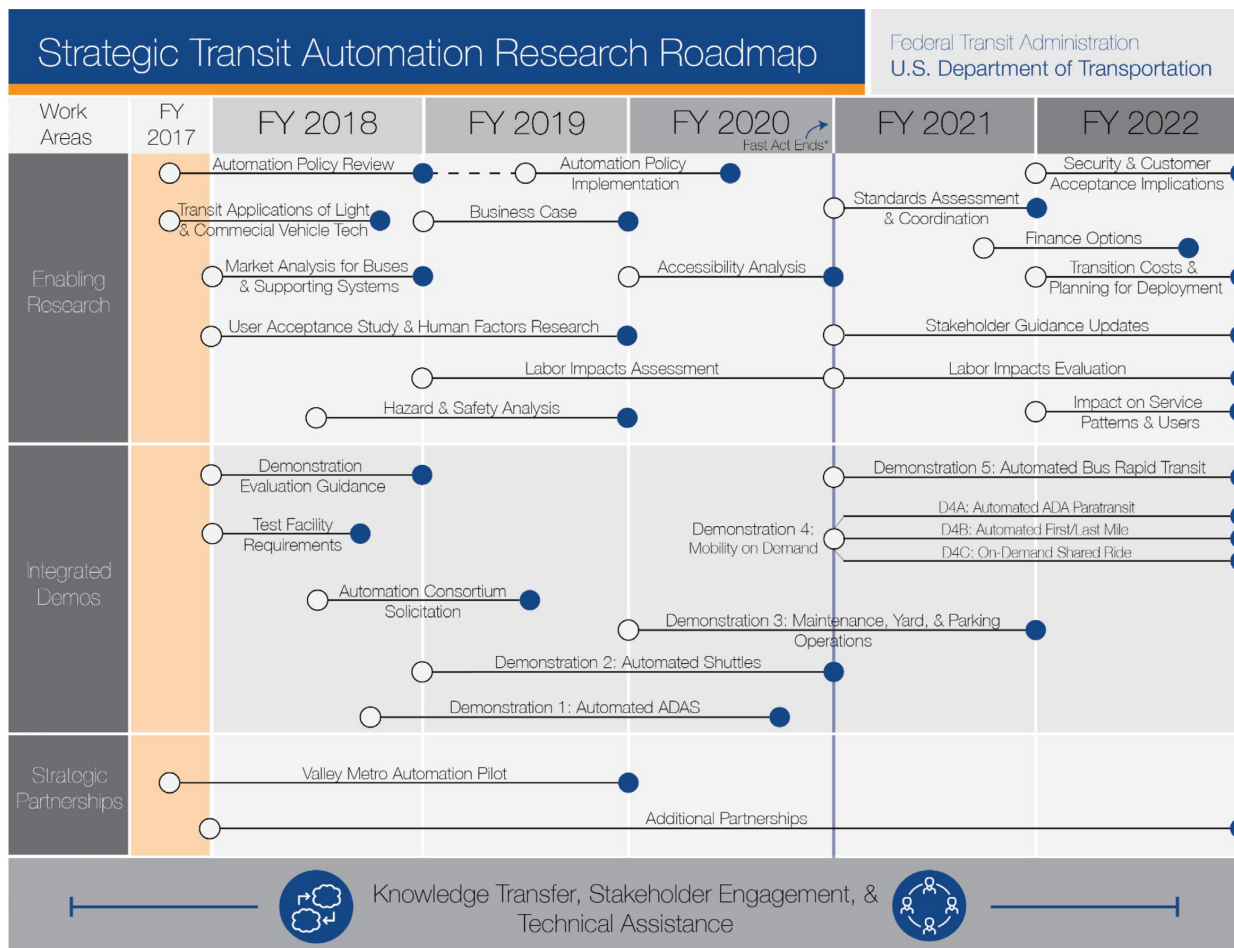 Strategic Transit Automation Research Roadmap
Federal Transit Administration
U.S. Department of Transportation
Work
Areas
FY
2017
FY 2018
FY 2019
FY 2020
Fast Act Ends*
FY 2021
FY 2022
Enabling
Research
Automation Policy Review
Automation Policy
Implementation
Security & Customer
Acceptance Implications
Transit Applications of Light
& Commecial Vehicle Tech
Business Case
Standards Assessment
& Coordination
Finance Options
Market Analysis for Buses
& Supporting Systems
Accessibility Analysis
Transition Costs &
Planning for Deployment
User Acceptance Study & Human Factors Research
Stakeholder Guidance Updates
Labor Impacts Assessment
Labor Impacts Evaluation
Hazard & Safety Analysis
Impact on Service
Patterns & Users
Integrated
Demos
Demonstration
Evaluation Guidance
Demonstration 5: Automated Bus Rapid Transit
Test Facility
Requirements
Demonstration 4:
Mobility on Demand
D4A: Automated ADA Paratransit
D4B: Automated First/Last Mile
D4C: On-Demand Shared Ride
Automation Consortium
Solicitation
Demonstration 3: Maintenance, Yard, & Parking
Operations
Demonstration 2: Automated Shuttles
Demonstration 1: Automated ADAS
Strategic
Partnerships
Valley Metro Automation Pilot
Additional Partnerships
Knowledge Transfer, Stakeholder Engagement, &
Technical Assistance